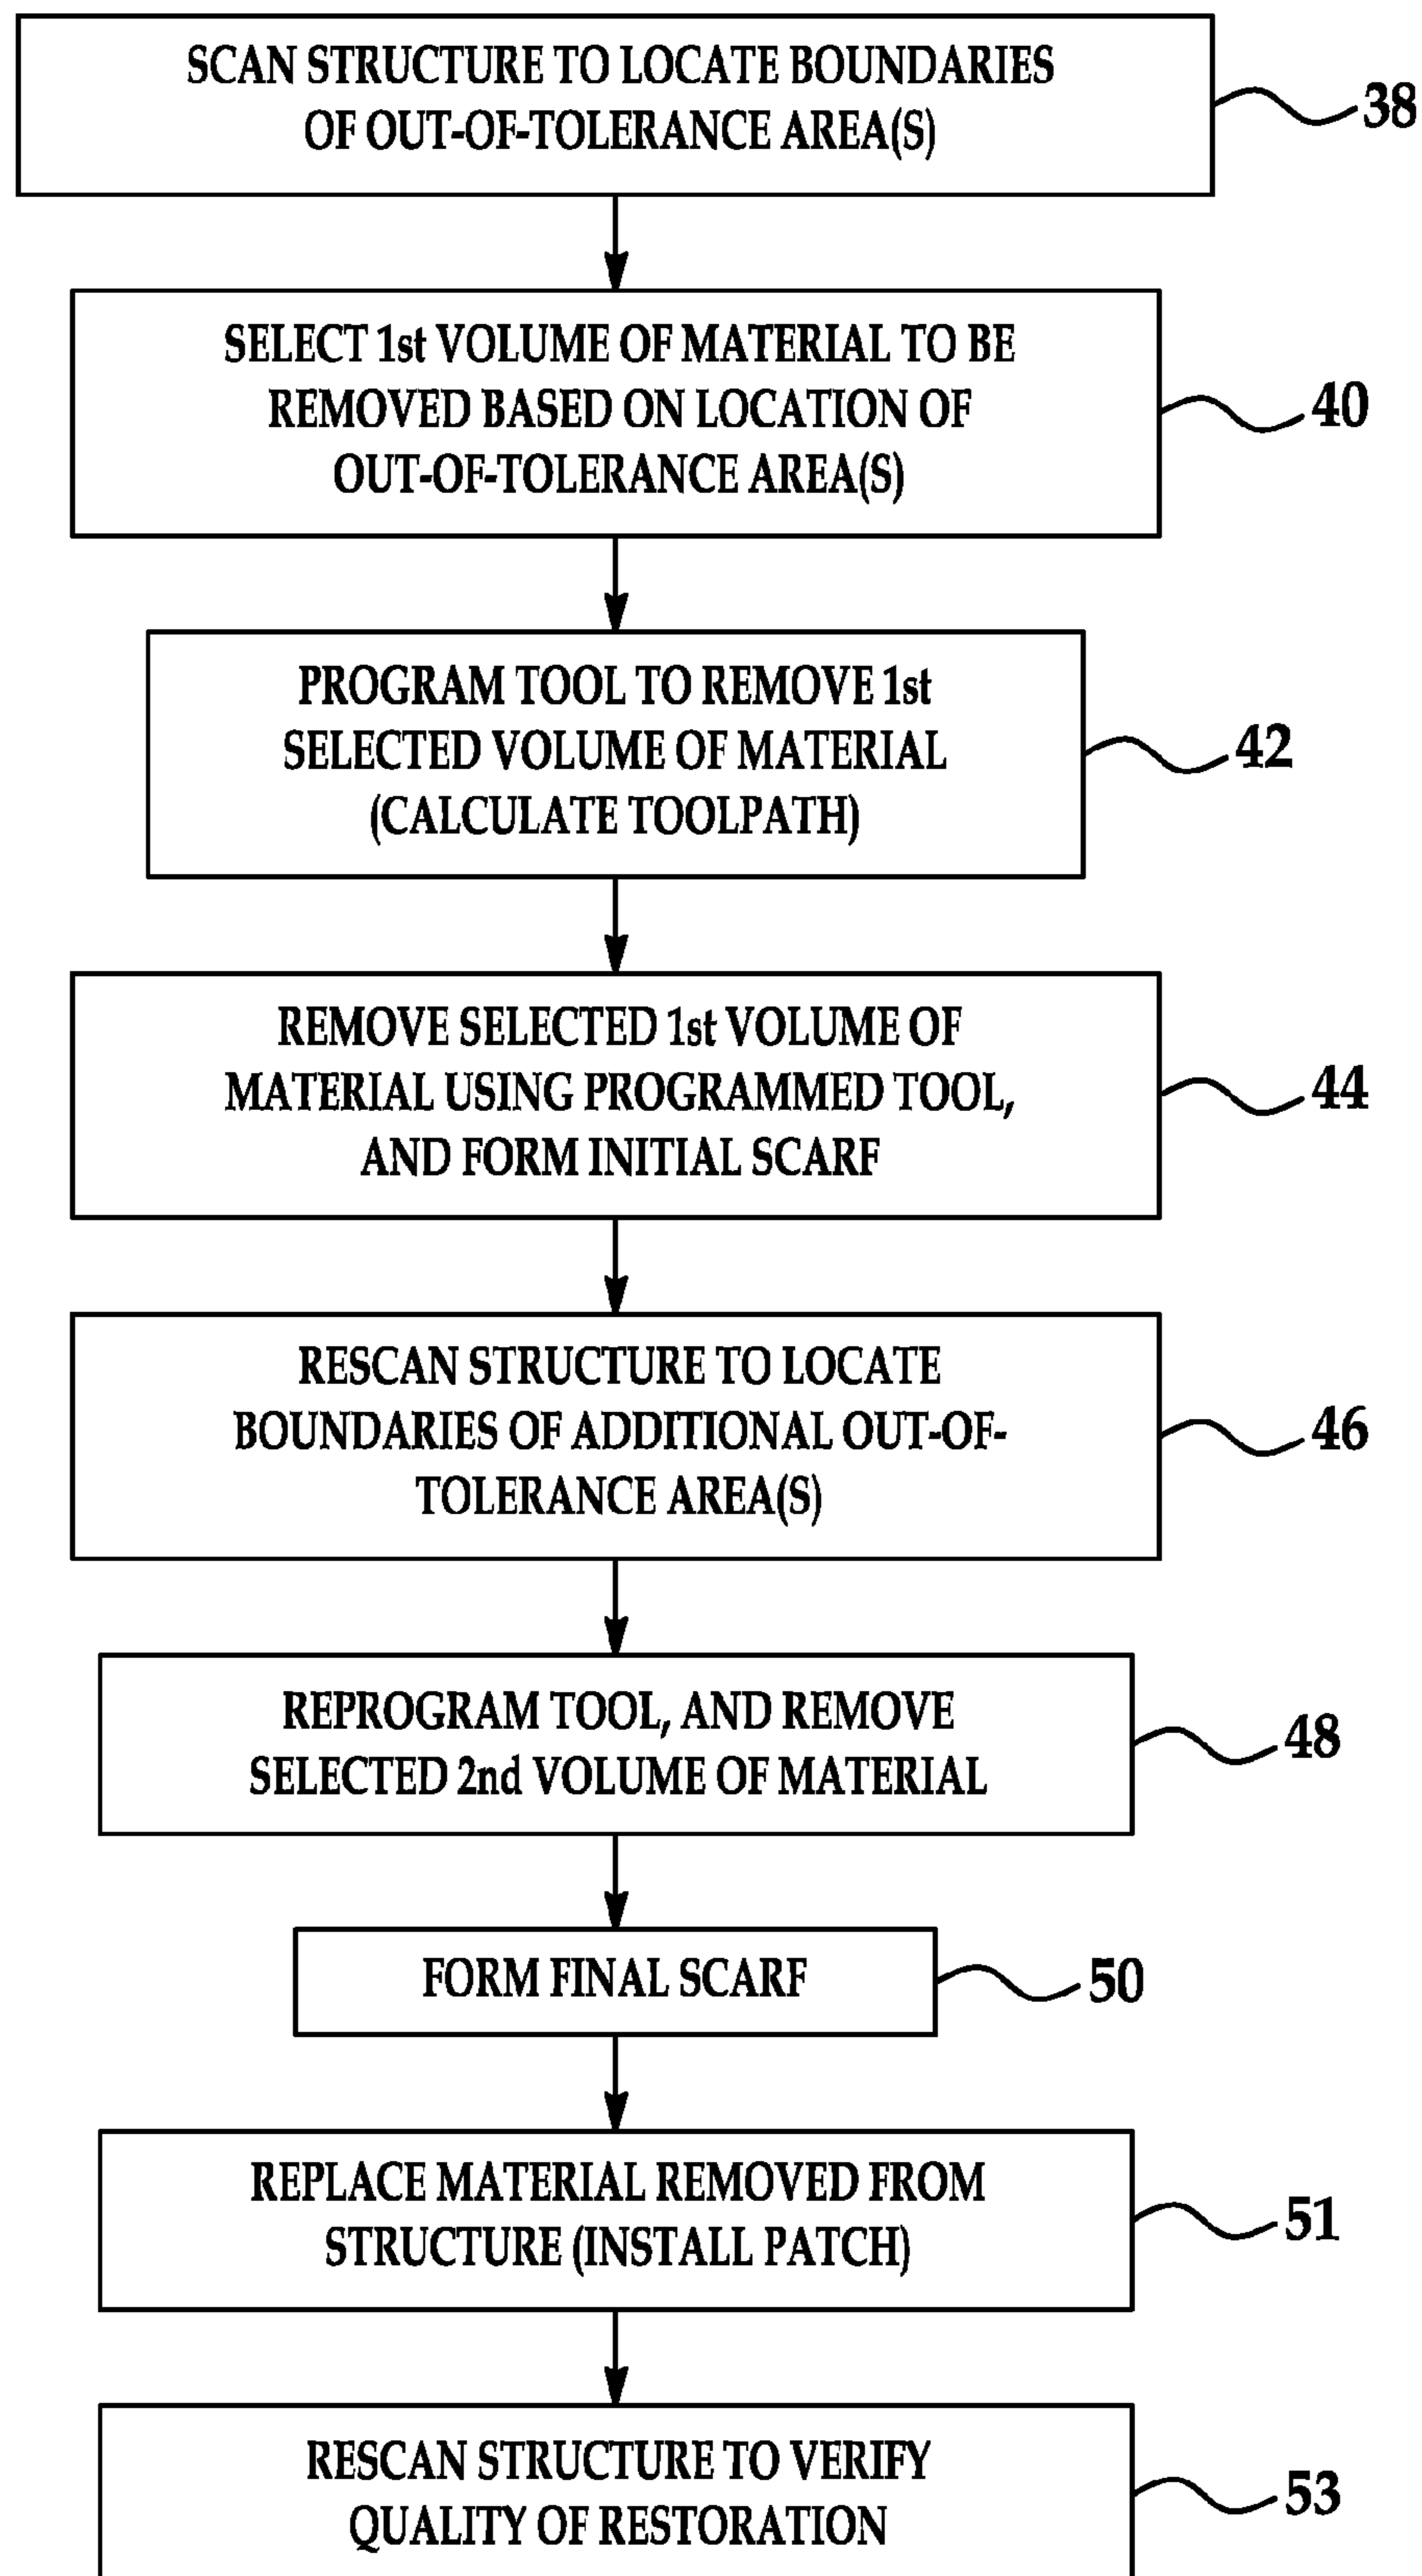 SCAN STRUCTURE TO LOCATE BOUNDARIES
OF OUT-OF-TOLERANCE AREA(S)
38
SELECT 1st VOLUME OF MATERIAL TO BE
REMOVED BASED ON LOCATION OF
OUT-OF-TOLERANCE AREA(S)
40
PROGRAM TOOL TO REMOVE 1st
SELECTED VOLUME OF MATERIAL
(CALCULATE TOOLPATH)
42
REMOVE SELECTED 1st VOLUME OF
MATERIAL USING PROGRAMMED TOOL,
AND FORM INITIAL SCARF
44
RESCAN STRUCTURE TO LOCATE
BOUNDARIES OF ADDITIONAL OUT-OF-
TOLERANCE AREA(S)
46
REPROGRAM TOOL, AND REMOVE
SELECTED 2nd VOLUME OF MATERIAL
48
FORM FINAL SCARF
50
REPLACE MATERIAL REMOVED FROM
STRUCTURE (INSTALL PATCH)
51
RESCAN STRUCTURE TO VERIFY
QUALITY OF RESTORATION
53